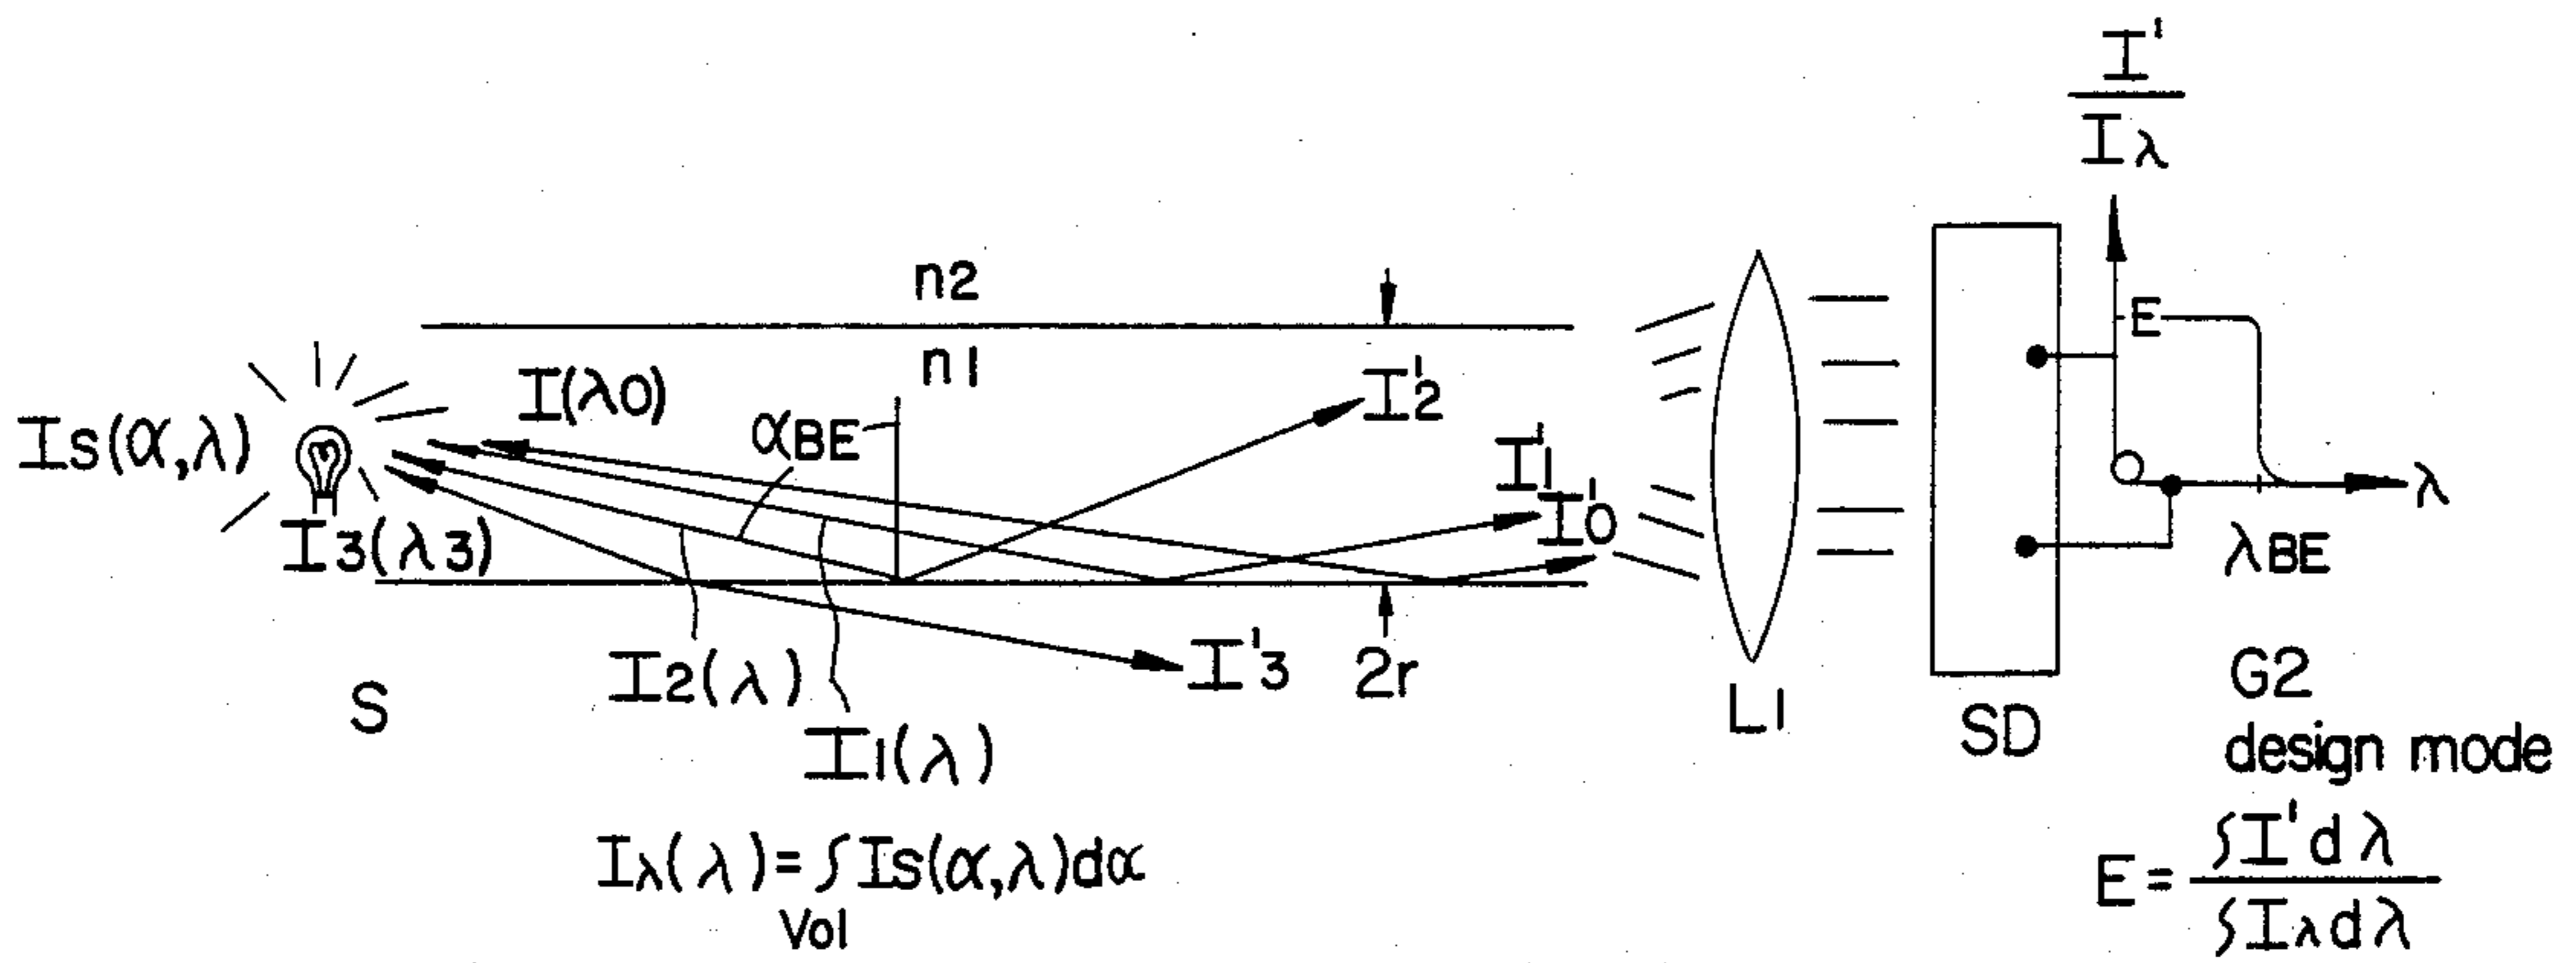 I'
Iλ
n2
n1
I(λ0)
Is(α,λ)
αBE
I'2
I'1
I'0
E
λ
λBE
I3(λ3)
I'3
2r
I2(λ)
I1(λ)
S
L1
SD
G2
design mode
Iλ(λ)=∫Is(α,λ)dα
Vol
E=∫I'dλ
∫Iλdλ